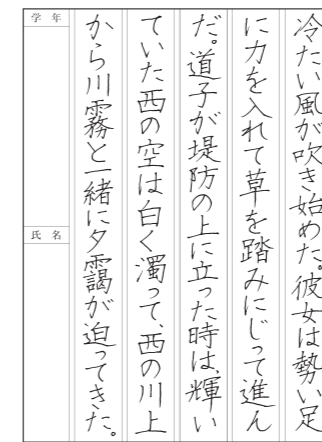 冷たい風が吹き始めた。彼女は勢い足
に力を入れて草を踏みにじって進ん
だ。道子が堤防の上に立った時は、輝い
ていた西の空は白く濁って、西の川上
から川霧と一緒に夕靄が迫ってきた。
学年
氏名